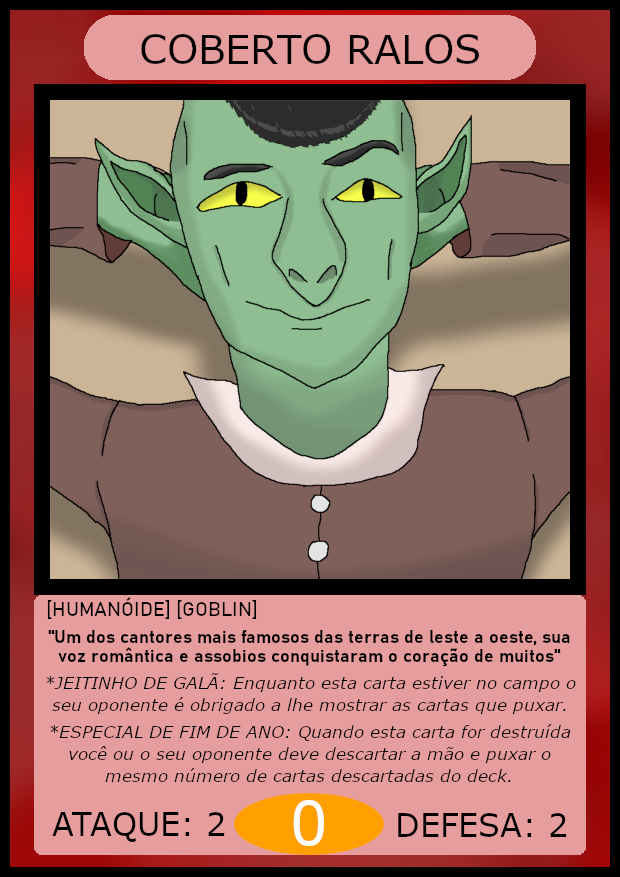 COBERTO RALOS
[HUMANÓIDE] [GOBLIN]
"Um dos cantores mais famosos das terras de leste a oeste, sua
voz romântica e assobios conquistaram o coração de muitos"
*JEITINHO DE GALÃ: Enquanto esta carta estiver no campo o
seu oponente é obrigado a lhe mostrar as cartas que puxar.
*ESPECIAL DE FIM DE ANO: Quando esta carta for destruída
você ou o seu oponente deve descartar a mão e puxar o
mesmo número de cartas descartadas do deck.
ATAQUE: 2 0 DEFESA: 2